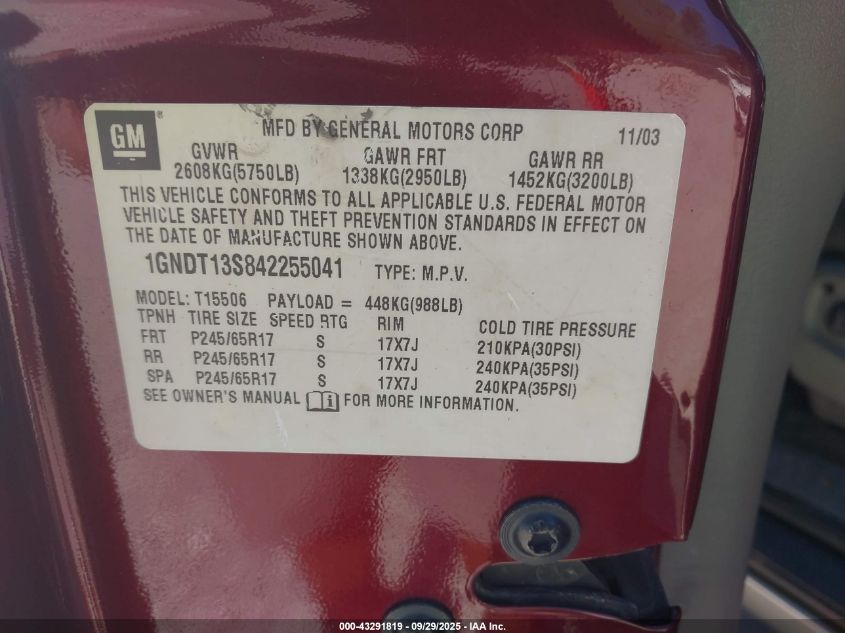 GM
MFD BY GENERAL MOTORS CORP 11/03
GVWR GAWR FRT GAWR RR
2608KG(5750LB) 1338KG(2950LB) 1452KG(3200LB)
THIS VEHICLE CONFORMS TO ALL APPLICABLE U.S. FEDERAL MOTOR
VEHICLE SAFETY AND THEFT PREVENTION STANDARDS IN EFFECT ON
THE DATE OF MANUFACTURE SHOWN ABOVE.
1GNDT13S842255041 TYPE: M.P.V.
MODEL: T15506 PAYLOAD = 448KG(988LB)
TPNH TIRE SIZE SPEED RTG RIM COLD TIRE PRESSURE
FRT P245/65R17 S 17X7J 210KPA(30PSI)
RR P245/65R17 S 17X7J 240KPA(35PSI)
SPA P245/65R17 S 17X7J 240KPA(35PSI)
SEE OWNER'S MANUAL FOR MORE INFORMATION.
000-43291819 - 09/29/2025 - IAA Inc.